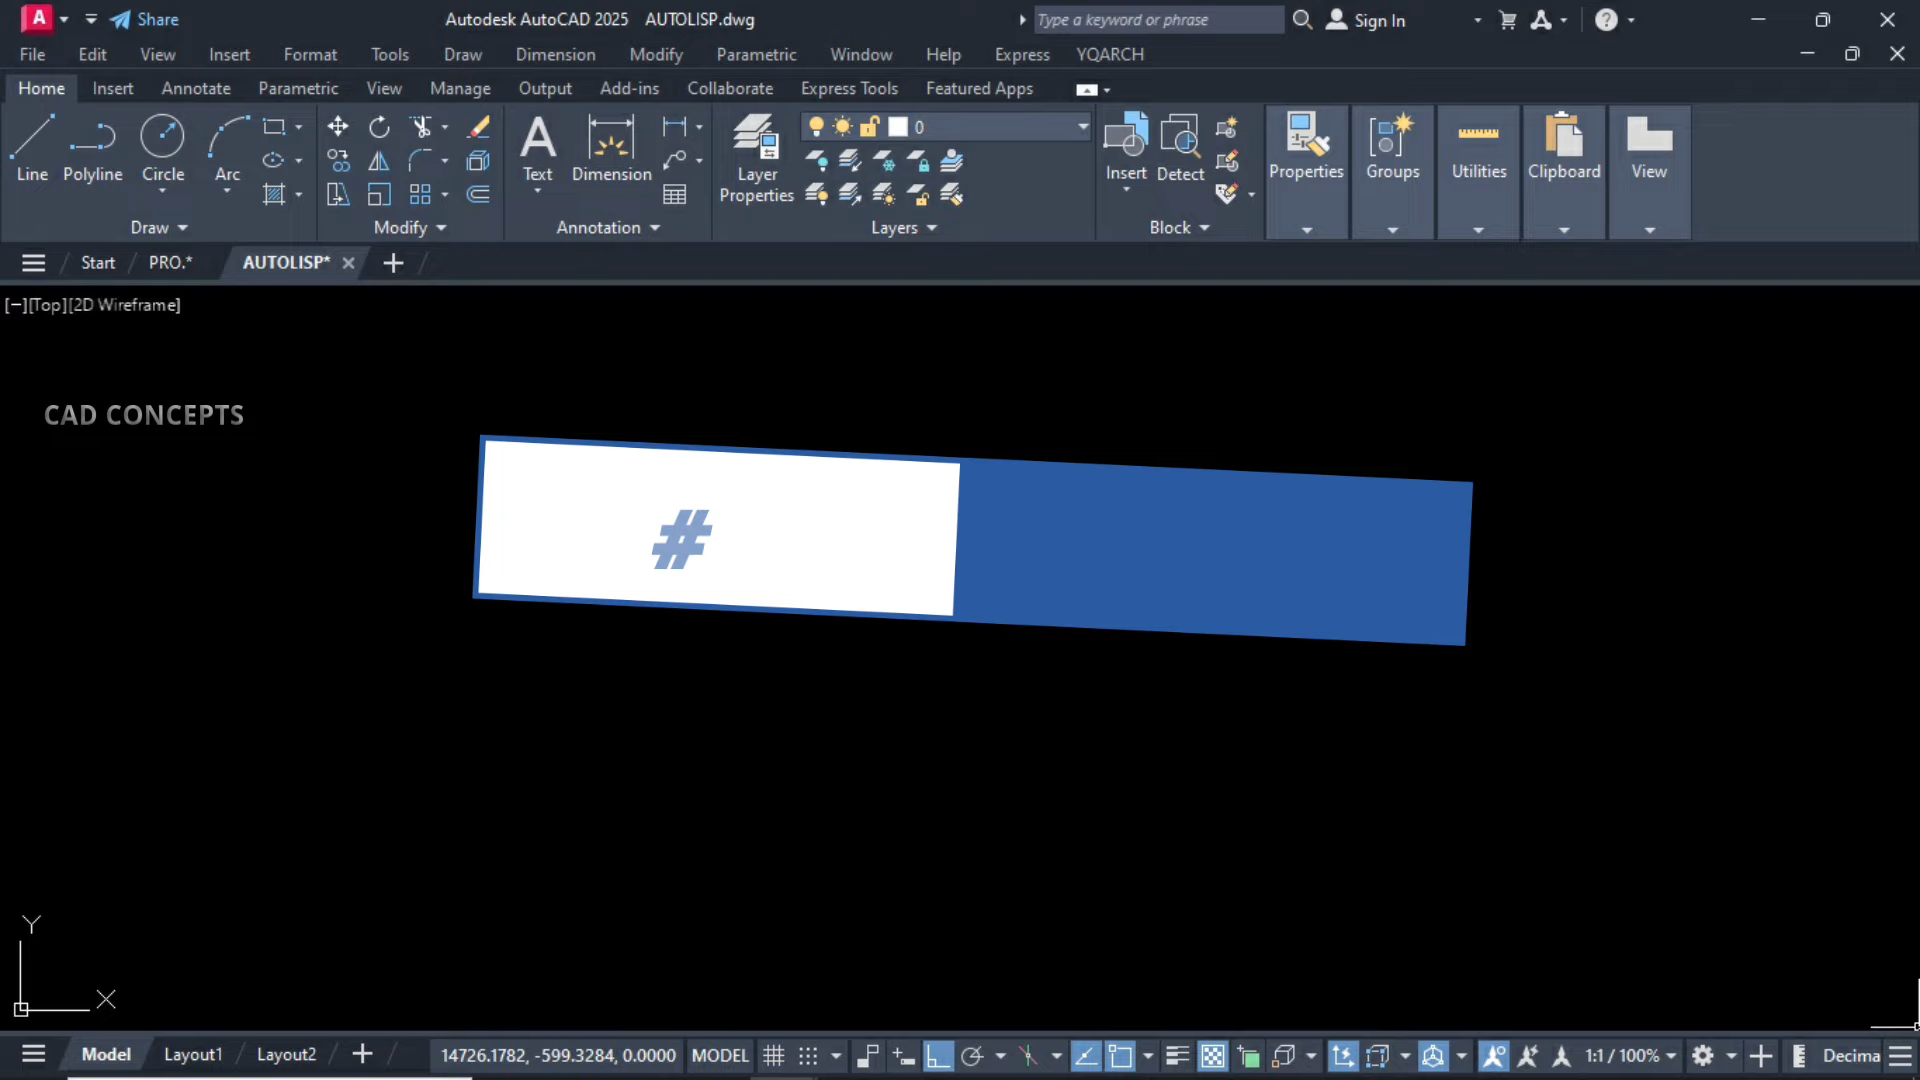 A
Share
Autodesk AutoCAD 2025 AUTOLISP.dwg
Type a keyword or phrase
Sign In
File Edit View Insert Format Tools Draw Dimension Modify Parametric Window Help Express YQARCH
Home Insert Annotate Parametric View Manage Output Add-ins Collaborate Express Tools Featured Apps
Line Polyline Circle Arc
Text Dimension
Layer Properties
0
Insert Detect
Properties Groups Utilities Clipboard View
Draw Modify Annotation Layers Block
Start PRO.* AUTOLISP*
[−][Top][2D Wireframe]
CAD CONCEPTS
#
Y
X
Model Layout1 Layout2
14726.1782, -599.3284, 0.0000 MODEL
1:1 / 100%
Decima